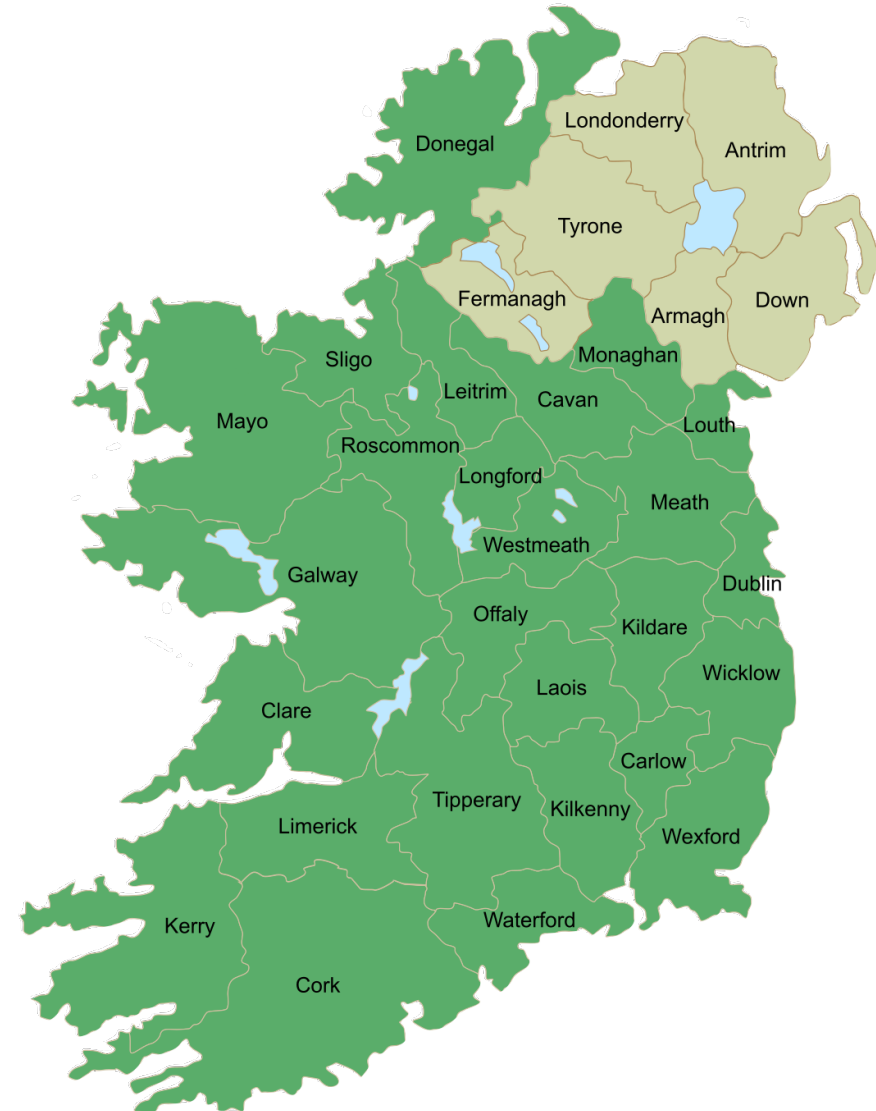 Londonderry
Donegal
Antrim
Tyrone
Fermanagh
Down
Armagh
Monaghan
Sligo
Leitrim
Cavan
Mayo
Louth
Roscommon
Longford
Meath
Westmeath
Galway
Dublin
Offaly
Kildare
Wicklow
Laois
Clare
Carlow
Tipperary
Kilkenny
Limerick
Wexford
Waterford
Kerry
Cork